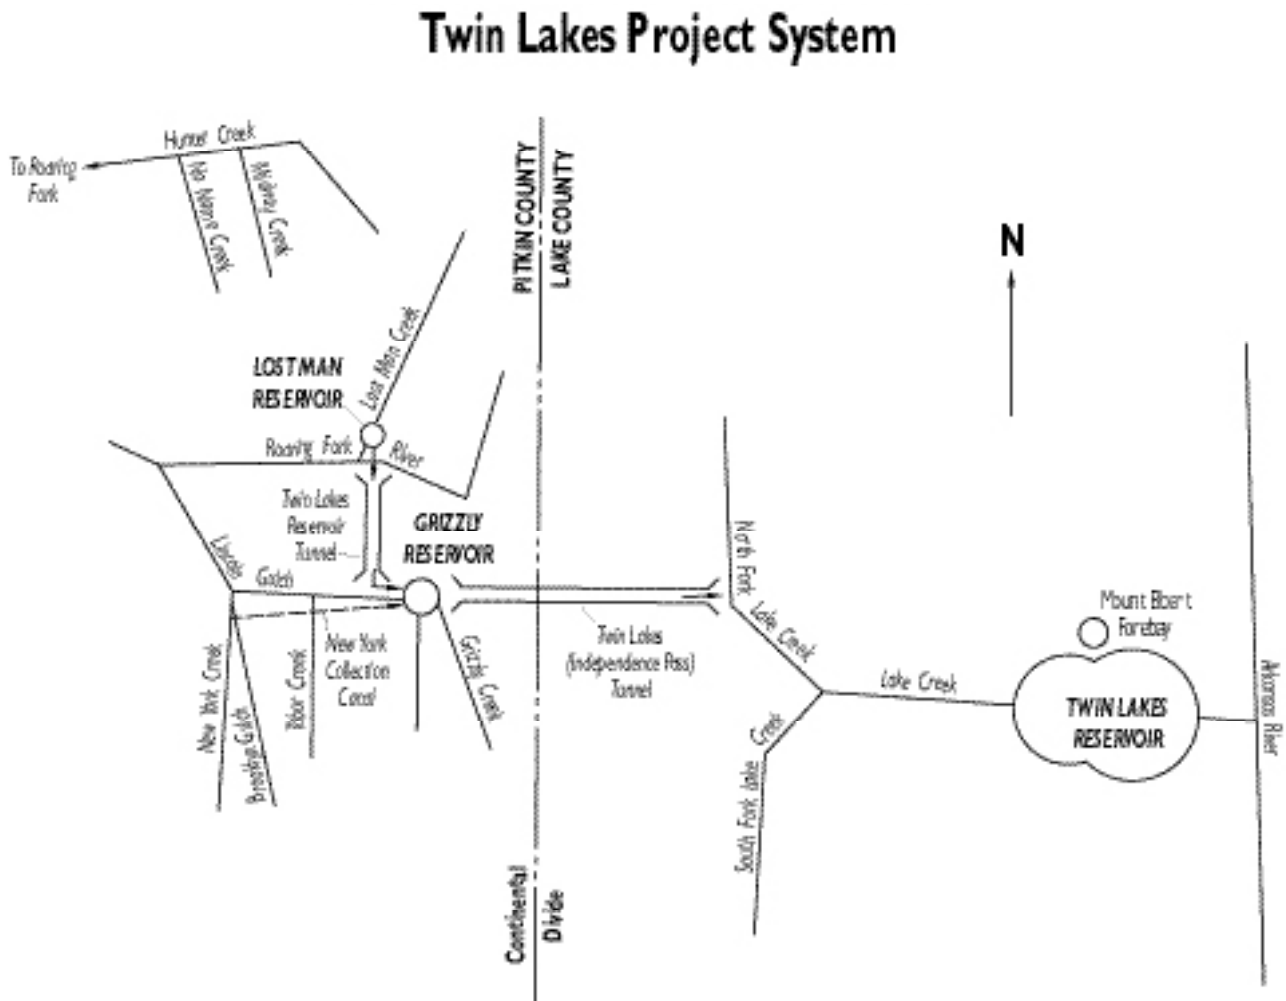 Twin Lakes Project System
Hunter Creek
To Roaring
Fork
No Name Creek
Midway Creek
PITKIN COUNTY
LAKE COUNTY
N
LOST MAN
RESERVOIR
Lost Man Creek
Roaring Fork River
Twin Lakes
Reservoir
Tunnel
GRIZZLY
RESERVOIR
Lincoln Gulch
New York
Collection
Canal
New York Creek
Brooklyn Gulch
Tabor Creek
Grizzly Creek
Twin Lakes
(Independence Pass)
Tunnel
North Fork Lake Creek
South Fork Lake Creek
Lake Creek
Mount Elbert
Forebay
TWIN LAKES
RESERVOIR
Arkansas River
Continental
Divide